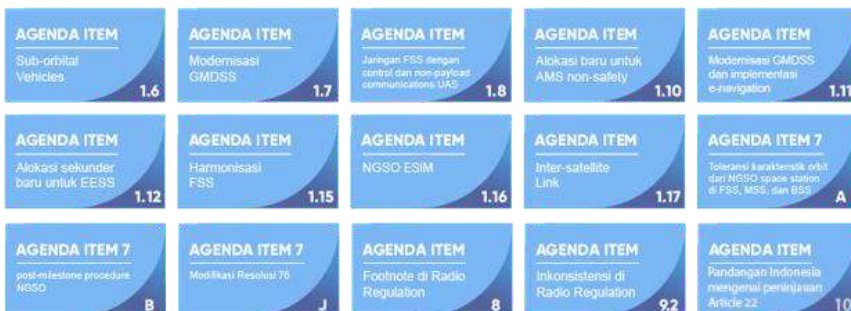 AGENDA ITEM
Sub-orbital
Vehicles
1.6
AGENDA ITEM
Modernisasi
GMDSS
1.7
AGENDA ITEM
Jaringan FSS dengan
control dan non-payload
communications UAS
1.8
AGENDA ITEM
Alokasi baru untuk
AMS non-safety
1.10
AGENDA ITEM
Modernisasi GMDSS
dan implementasi
e-navigation
1.11
AGENDA ITEM
Alokasi sekunder
baru untuk EESS
1.12
AGENDA ITEM
Harmonisasi
FSS
1.15
AGENDA ITEM
NGSO ESIM
1.16
AGENDA ITEM
Inter-satellite
Link
1.17
AGENDA ITEM 7
Toleransi karakteristik orbit
dari NGSO space station
di FSS, MSS, dan BSS
A
AGENDA ITEM 7
post-milestone procedure
NGSO
B
AGENDA ITEM 7
Modifikasi Resolusi 76
J
AGENDA ITEM
Footnote di Radio
Regulation
8
AGENDA ITEM
Inkonsistensi di
Radio Regulation
9.2
AGENDA ITEM
Pandangan Indonesia
mengenai peninjauan
Article 22
10